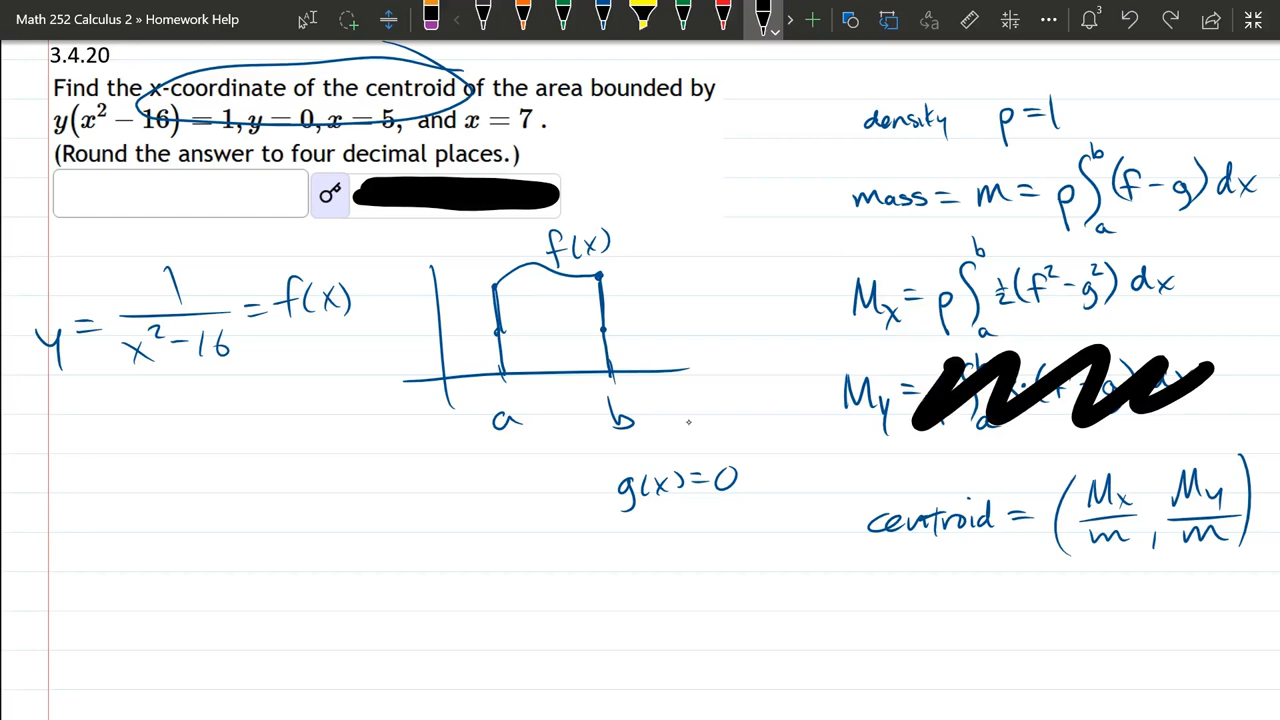 Math 252 Calculus 2 » Homework Help
3
3.4.20
Find the x-coordinate of the centroid of the area bounded by
y(x² − 16) = 1, y = 0, x = 5, and x = 7 .
(Round the answer to four decimal places.)
y = 1/(x² − 16) = f(x)
f(x)
a b
g(x) = 0
density ρ = 1
mass = m = ρ ∫ₐᵇ (f − g) dx
Mₓ = ρ ∫ₐᵇ ½(f² − g²) dx
M_y =
centroid = (Mₓ/m, M_y/m)